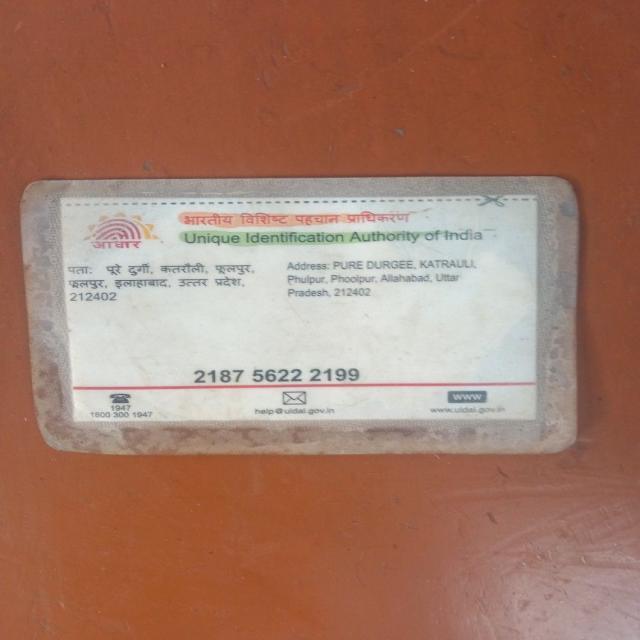 भारतीय विशिष्ट पहचान प्राधिकरण
Unique Identification Authority of India
आधार
पता: पूरे दुर्गी, कतरौली, फूलपुर,
फूलपुर, इलाहाबाद, उत्तर प्रदेश,
212402
Address: PURE DURGEE, KATRAULI,
Phulpur, Phoolpur, Allahabad, Uttar
Pradesh, 212402
2187 5622 2199
1947
1800 300 1947
help@uidai.gov.in
www
www.uidai.gov.in